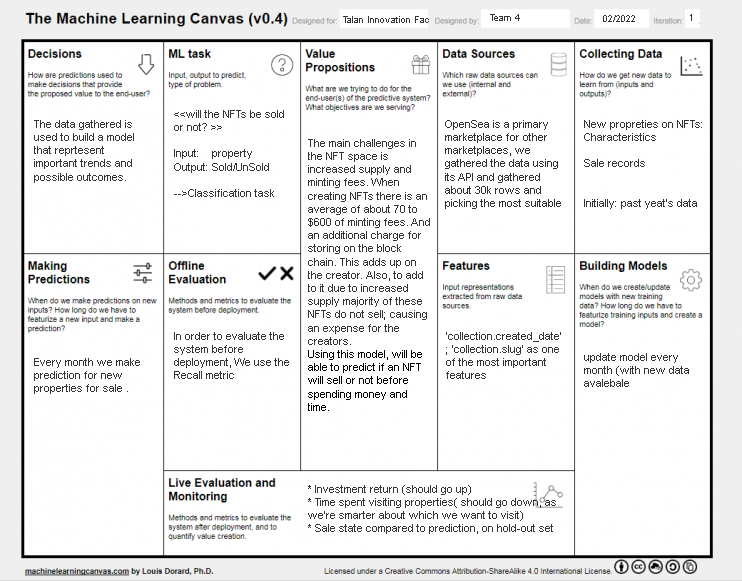 The Machine Learning Canvas (v0.4)
Designed for:
Talan Innovation Fac
Designed by:
Team 4
Date:
02/2022
Iteration:
1
Decisions
How are predictions used to
make decisions that provide
the proposed value to the end-user?
The data gathered is
used to build a model
that reprtesent
important trends and
possible outcomes.
ML task
Input, output to predict,
type of problem.
<<will the NFTs be sold
or not? >>
Input: property
Output: Sold/UnSold
-->Classification task
Value
Propositions
What are we trying to do for the
end-user(s) of the predictive system?
What objectives are we serving?
The main challenges in
the NFT space is
increased supply and
minting fees. When
creating NFTs there is an
average of about 70 to
$600 of minting fees. And
an additional charge for
storing on the block
chain. This adds up on
the creator. Also, to add
to it due to increased
supply majority of these
NFTs do not sell; causing
an expense for the
creators.
Using this model, will be
able to predict if an NFT
will sell or not before
spending money and
time.
Data Sources
Which raw data sources can
we use (internal and
external)?
OpenSea is a primary
marketplace for other
marketplaces, we
gathered the data using
its API and gathered
about 30k rows and
picking the most suitable
Collecting Data
How do we get new data to
learn from (inputs and
outputs)?
New propreties on NFTs:
Characteristics
Sale records
Initially: past year's data
Making
Predictions
When do we make predictions on new
inputs? How long do we have to
featurize a new input and make a
prediction?
Every month we make
prediction for new
properties for sale .
Offline
Evaluation
Methods and metrics to evaluate the
system before deployment.
In order to evaluate the
system before
deployment, We use the
Recall metric
Features
Input representations
extracted from raw data
sources.
'collection.created_date'
; 'collection.slug' as one
of the most important
features
Building Models
When do we create/update
models with new training
data? How long do we have to
featurize training inputs and create a
model?
update model every
month (with new data
avalebale
Live Evaluation and
Monitoring
Methods and metrics to evaluate the
system after deployment, and to
quantify value creation.
* Investment return (should go up)
* Time spent visiting properties( should go down, as
we're smarter about which we want to visit)
* Sale state compared to prediction, on hold-out set
machinelearningcanvas.com by Louis Dorard, Ph.D.
Licensed under a Creative Commons Attribution-ShareAlike 4.0 International License.